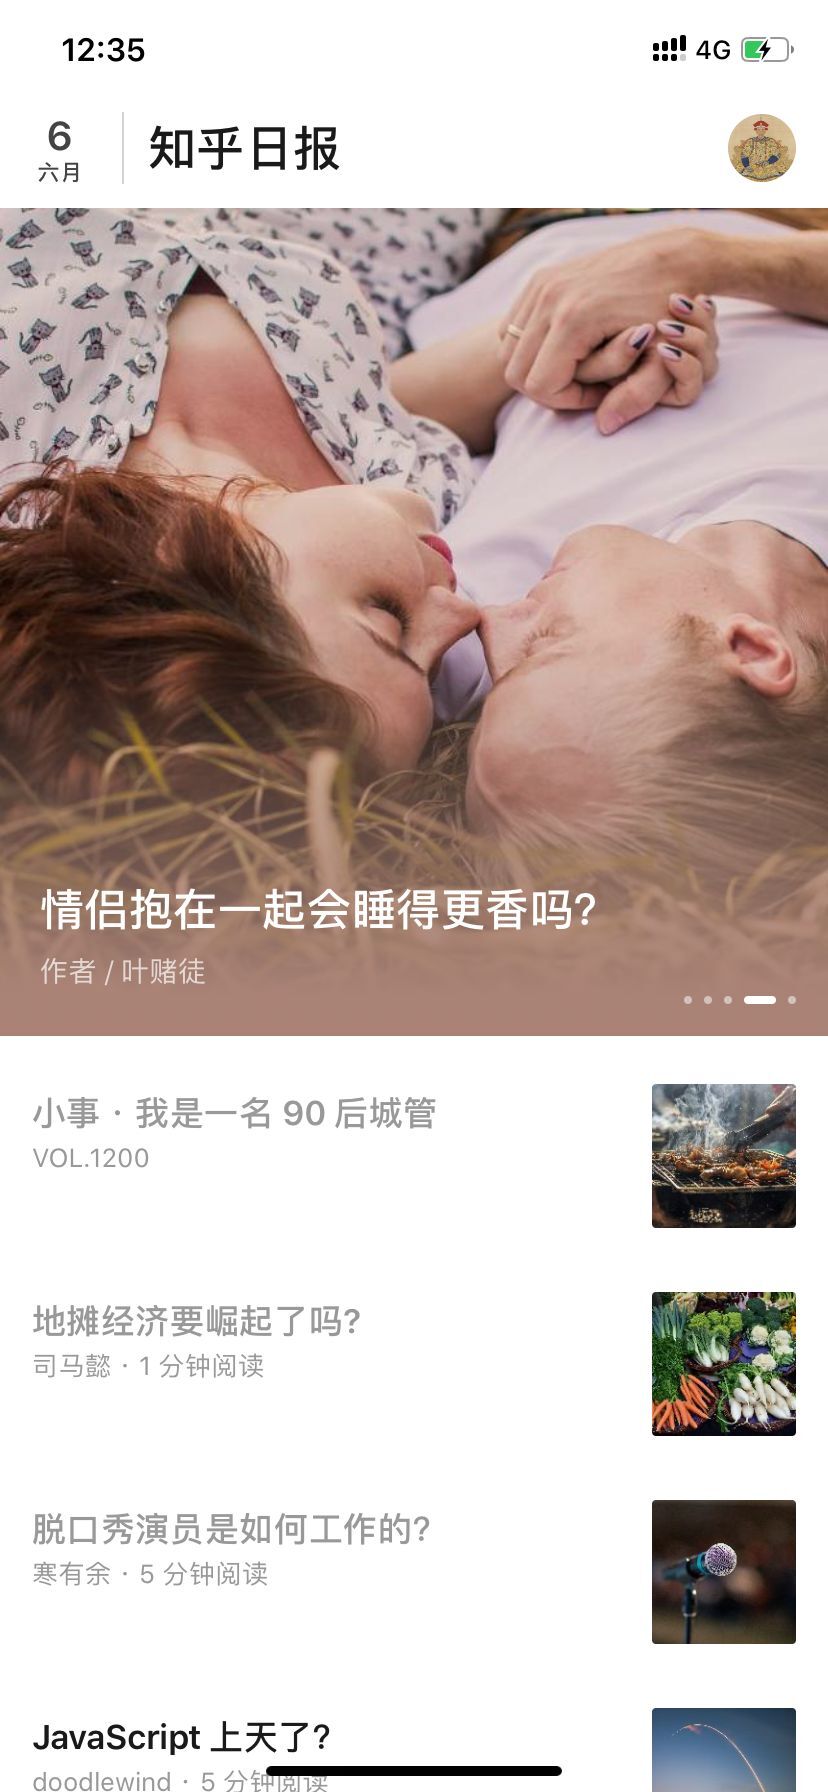 12:35
4G
6
六月
知乎日报
情侣抱在一起会睡得更香吗?
作者 / 叶赌徒
小事 · 我是一名 90 后城管
VOL.1200
地摊经济要崛起了吗?
司马懿 · 1 分钟阅读
脱口秀演员是如何工作的?
寒有余 · 5 分钟阅读
JavaScript 上天了?
doodlewind · 5 分钟阅读